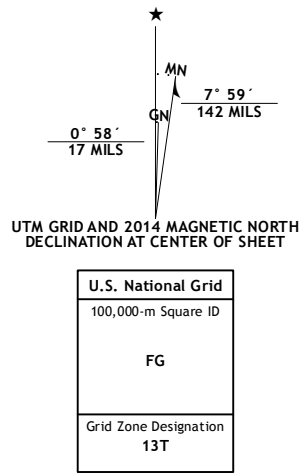 MN
GN
7° 59´
142 MILS
0° 58´
17 MILS
UTM GRID AND 2014 MAGNETIC NORTH
DECLINATION AT CENTER OF SHEET
U.S. National Grid
100,000-m Square ID
FG
Grid Zone Designation
13T